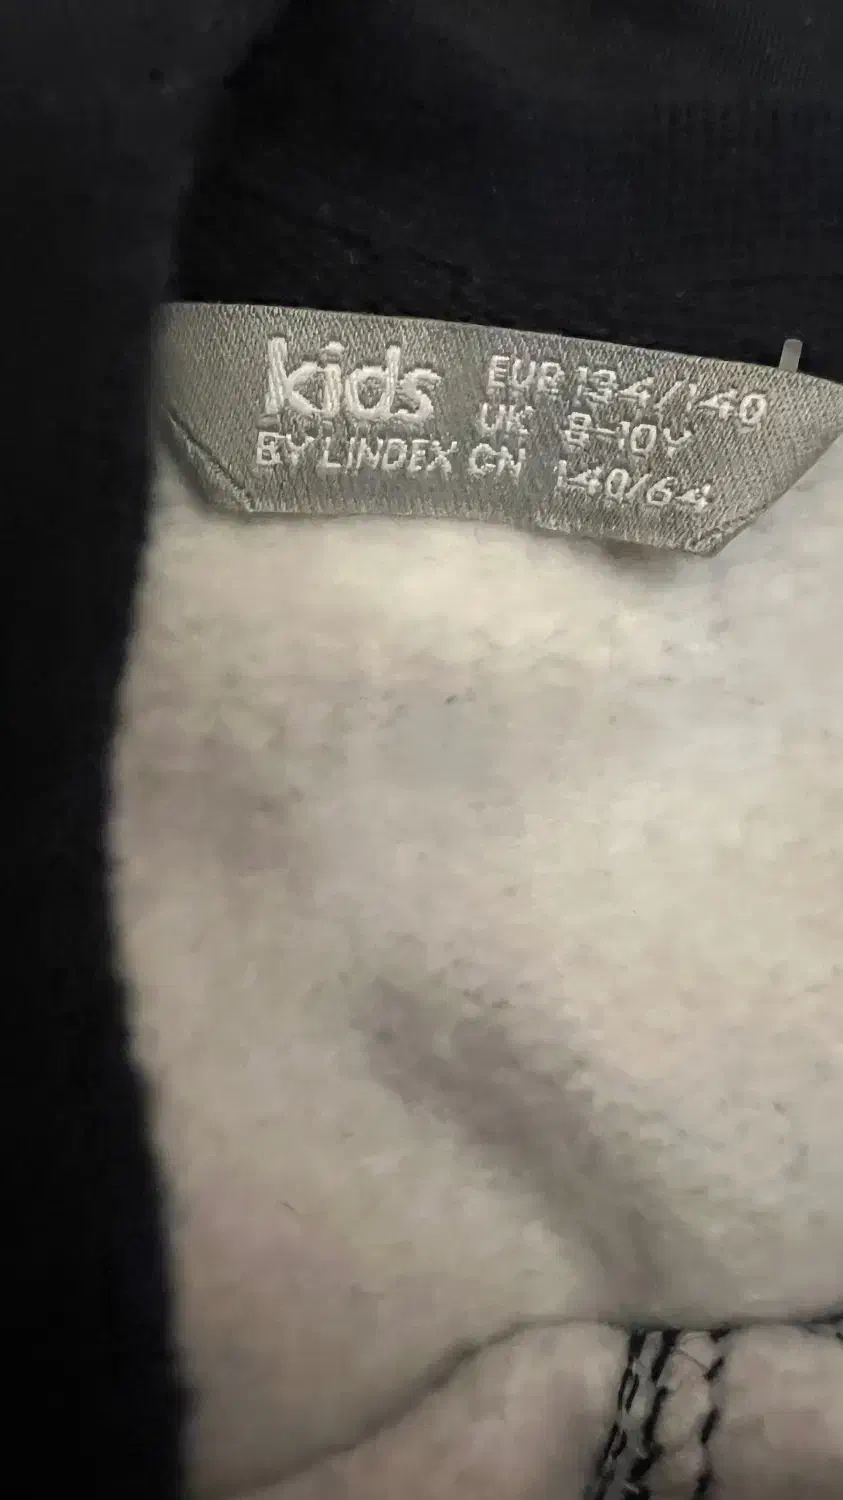 kids
BY LINDEX
EUR 134/140
UK 8-10Y
CN 140/64